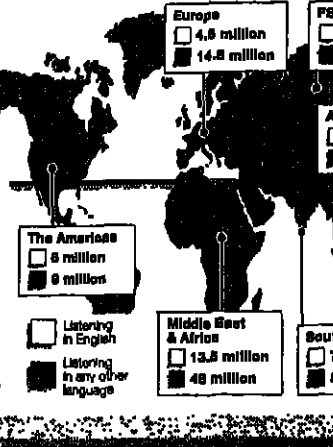 Europe
4.5 million
14.5 million
The Americas
6 million
9 million
Listening
in English
Listening
in any other
language
Middle East
& Africa
13.5 million
46 million